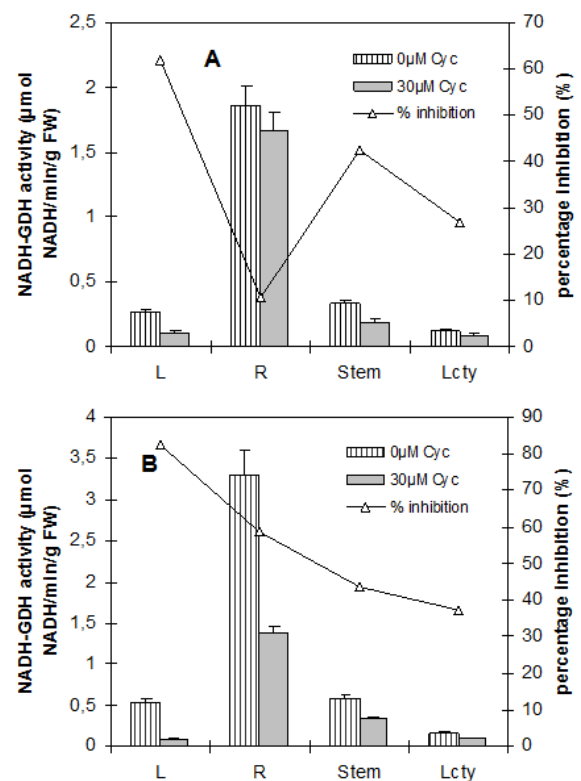 A
0µM Cyc
30µM Cyc
% inhibition
NADH-GDH activity (µmol
NADH/min/g FW)
2,5
2
1,5
1
0,5
0
70
60
50
40
30
20
10
0
percentage inhibition (%)
L R Stem Lcty
B
0µM Cyc
30µM Cyc
% inhibition
NADH-GDH activity (µmol
NADH/min/g FW)
4
3,5
3
2,5
2
1,5
1
0,5
0
90
80
70
60
50
40
30
20
10
0
percentage inhibition (%)
L R Stem Lcty